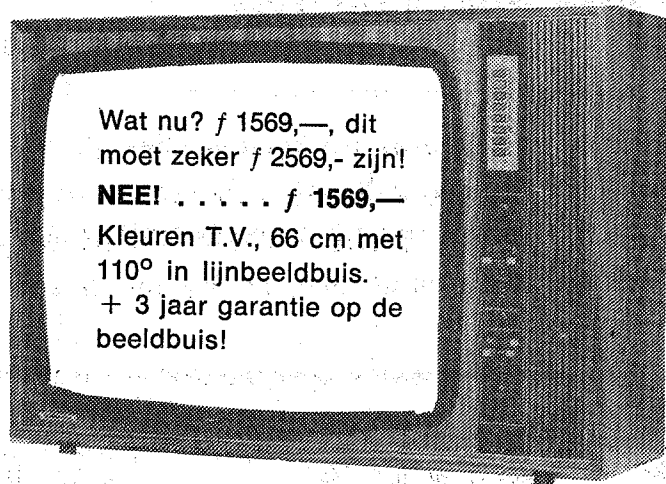 Wat nu? ƒ 1569,—, dit
moet zeker ƒ 2569,- zijn!
NEE! . . . . . ƒ 1569,—
Kleuren T.V., 66 cm met
110º in lijnbeeldbuis.
+ 3 jaar garantie op de
beeldbuis!